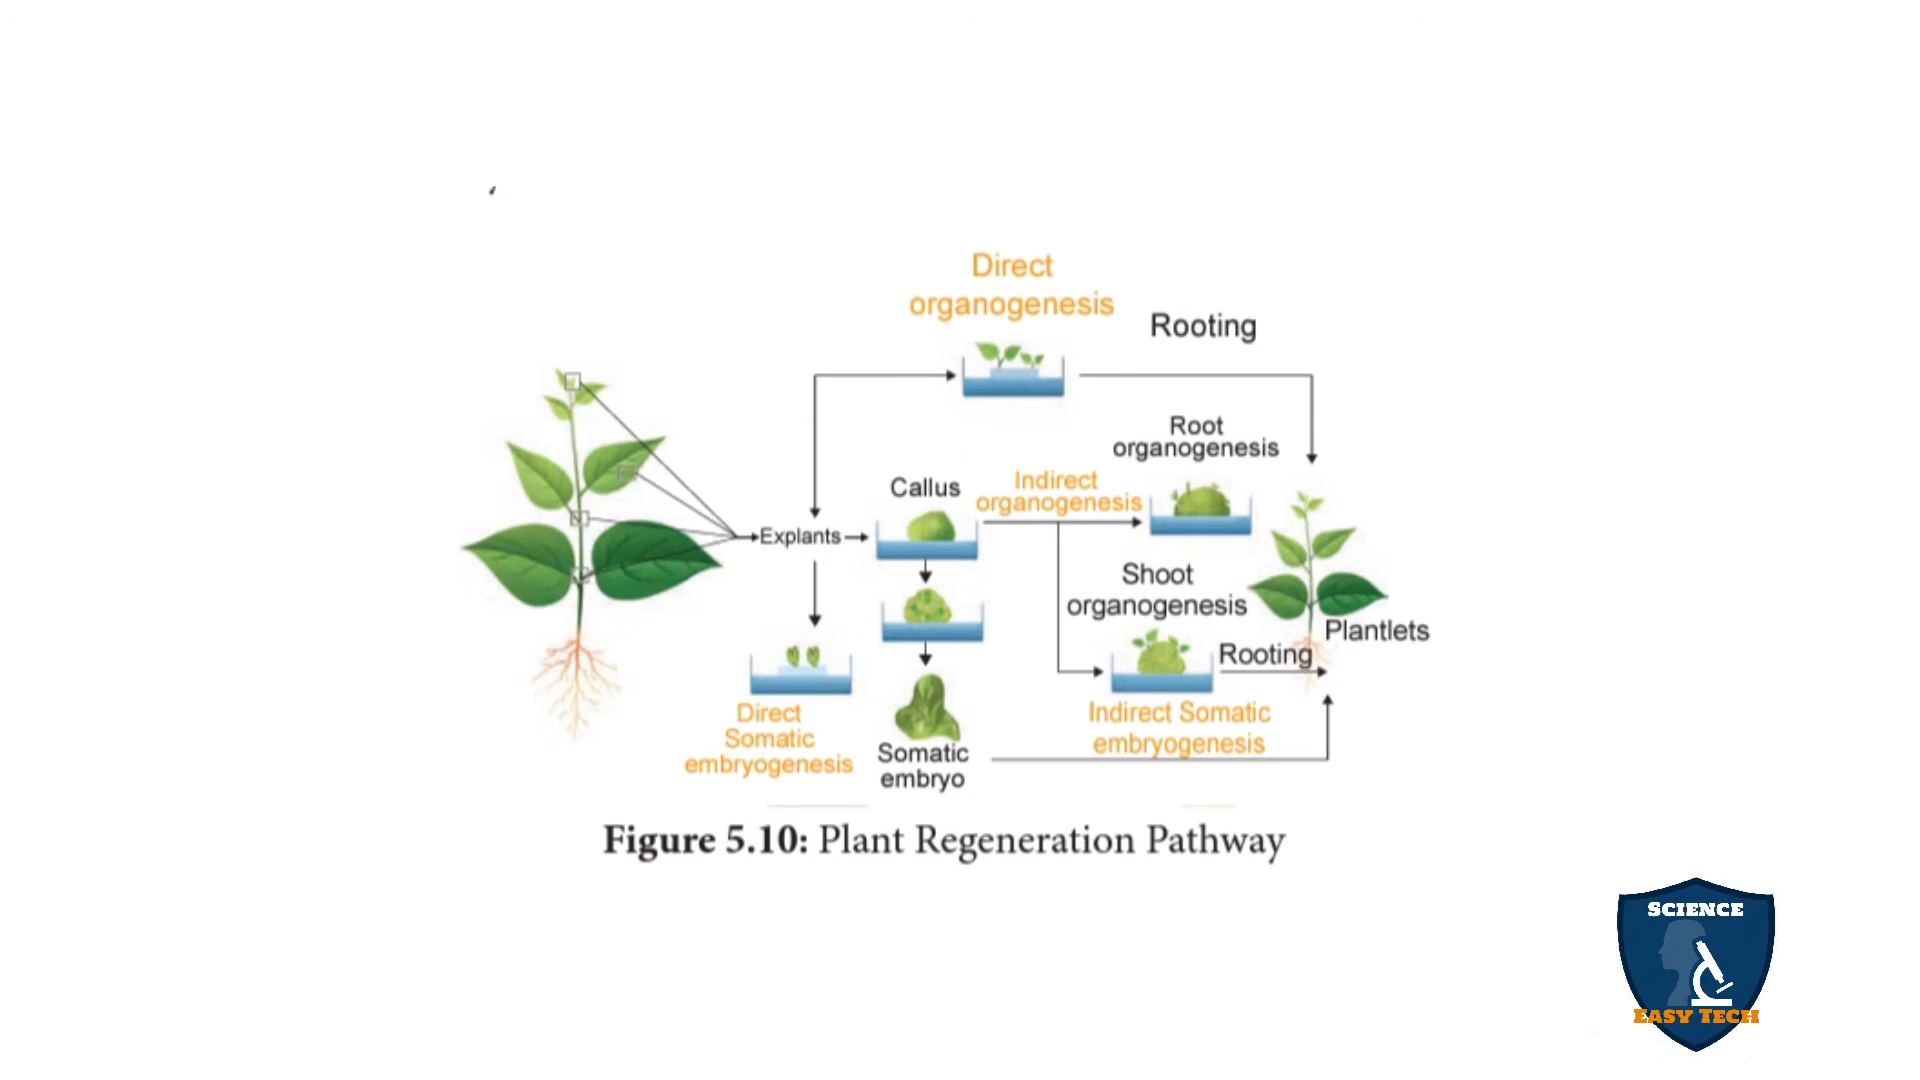 Direct
organogenesis
Rooting
Root
organogenesis
Callus
Indirect
organogenesis
Explants
Shoot
organogenesis
Plantlets
Rooting
Direct
Somatic
embryogenesis
Somatic
embryo
Indirect Somatic
embryogenesis
Figure 5.10: Plant Regeneration Pathway
SCIENCE
EASY TECH